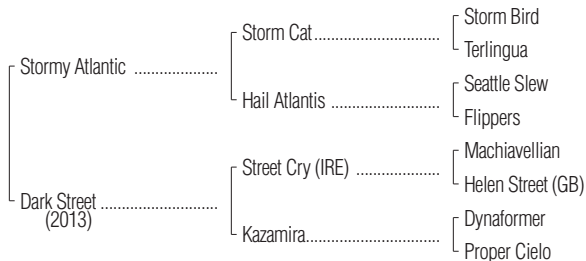 Storm Bird
Storm Cat
Terlingua
Stormy Atlantic
Seattle Slew
Hail Atlantis
Flippers
Machiavellian
Street Cry (IRE)
Helen Street (GB)
Dark Street
(2013)
Dynaformer
Kazamira
Proper Cielo